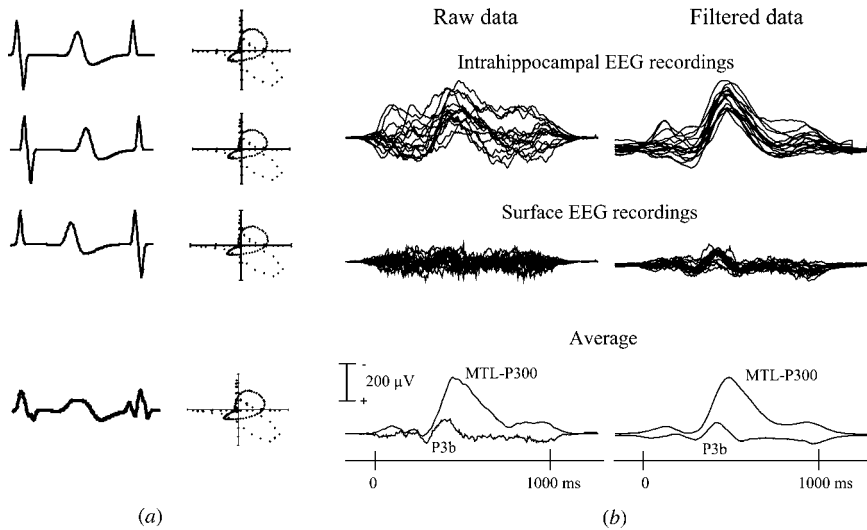 Raw data
Filtered data
Intrahippocampal EEG recordings
Surface EEG recordings
Average
-
200 μV
+
MTL-P300
P3b
MTL-P300
P3b
0
1000 ms
0
1000 ms
(a)
(b)